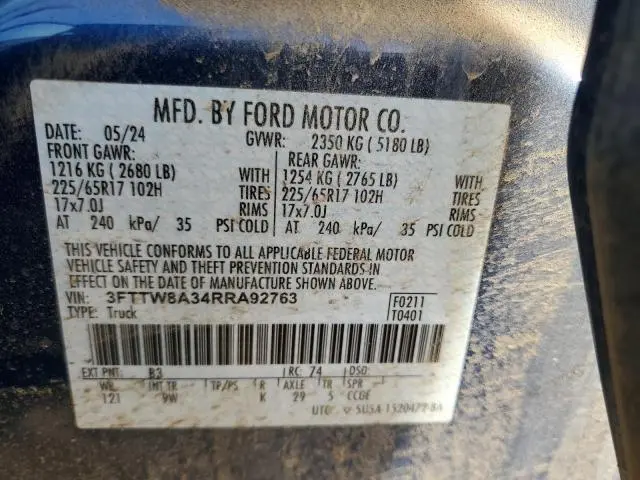 MFD. BY FORD MOTOR CO.
DATE: 05/24 GVWR: 2350 KG ( 5180 LB)
FRONT GAWR: REAR GAWR:
1216 KG ( 2680 LB) WITH 1254 KG ( 2765 LB) WITH
225/65R17 102H TIRES 225/65R17 102H TIRES
17x7.0J RIMS 17x7.0J RIMS
AT 240 kPa/ 35 PSI COLD AT 240 kPa/ 35 PSI COLD
THIS VEHICLE CONFORMS TO ALL APPLICABLE FEDERAL MOTOR
VEHICLE SAFETY AND THEFT PREVENTION STANDARDS IN
EFFECT ON THE DATE OF MANUFACTURE SHOWN ABOVE.
VIN: 3FTTW8A34RRA92763 F0211
TYPE: Truck T0401
EXT PNT: B3 RC: 74 DSO:
WB INT TR TP/PS R AXLE TR SPR
121 9W K 29 5 CCDE
UTC